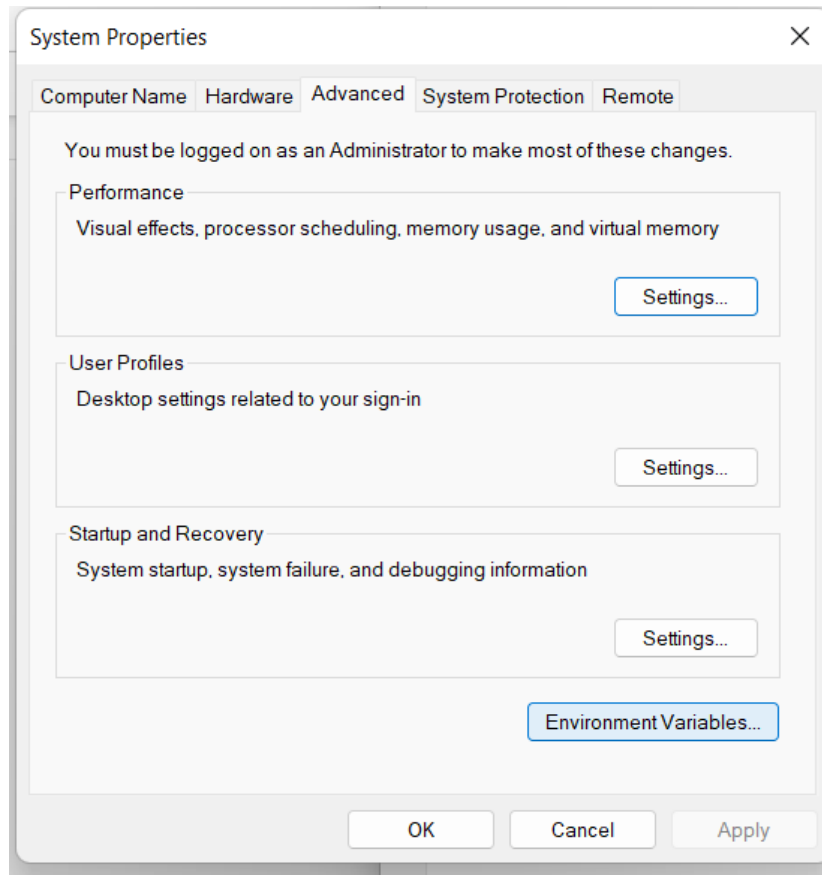 System Properties
Computer Name Hardware Advanced System Protection Remote
You must be logged on as an Administrator to make most of these changes.
Performance
Visual effects, processor scheduling, memory usage, and virtual memory
Settings...
User Profiles
Desktop settings related to your sign-in
Settings...
Startup and Recovery
System startup, system failure, and debugging information
Settings...
Environment Variables...
OK Cancel Apply